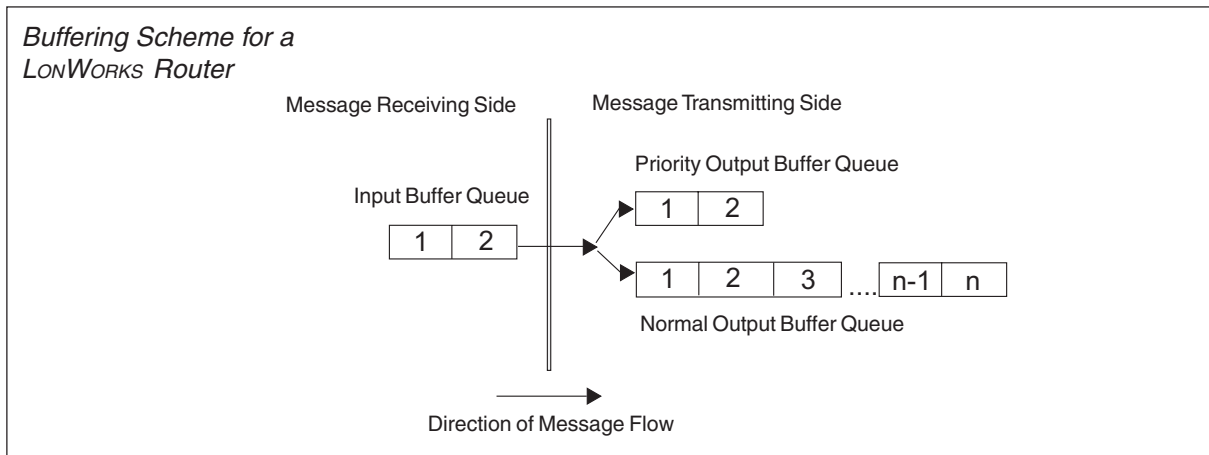 Buffering Scheme for a
LONWORKS Router
Message Receiving Side
Message Transmitting Side
Priority Output Buffer Queue
1 2
Input Buffer Queue
1 2
1 2 3 .... n-1 n
Normal Output Buffer Queue
Direction of Message Flow